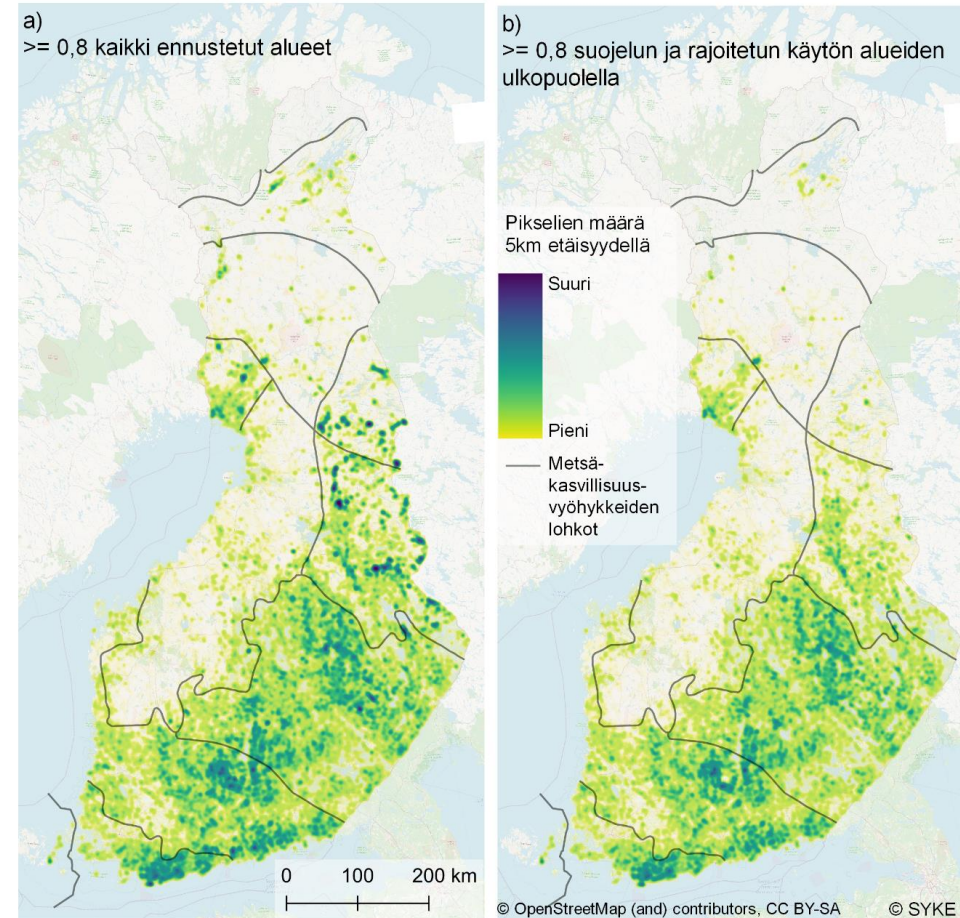 a)
>= 0,8 kaikki ennustetut alueet
b)
>= 0,8 suojelun ja rajoitetun käytön alueiden
ulkopuolella
Pikselien määrä
5km etäisyydellä
Suuri
Pieni
Metsä-
kasvillisuus-
vyöhykkeiden
lohkot
0 100 200 km
© OpenStreetMap (and) contributors, CC BY-SA © SYKE